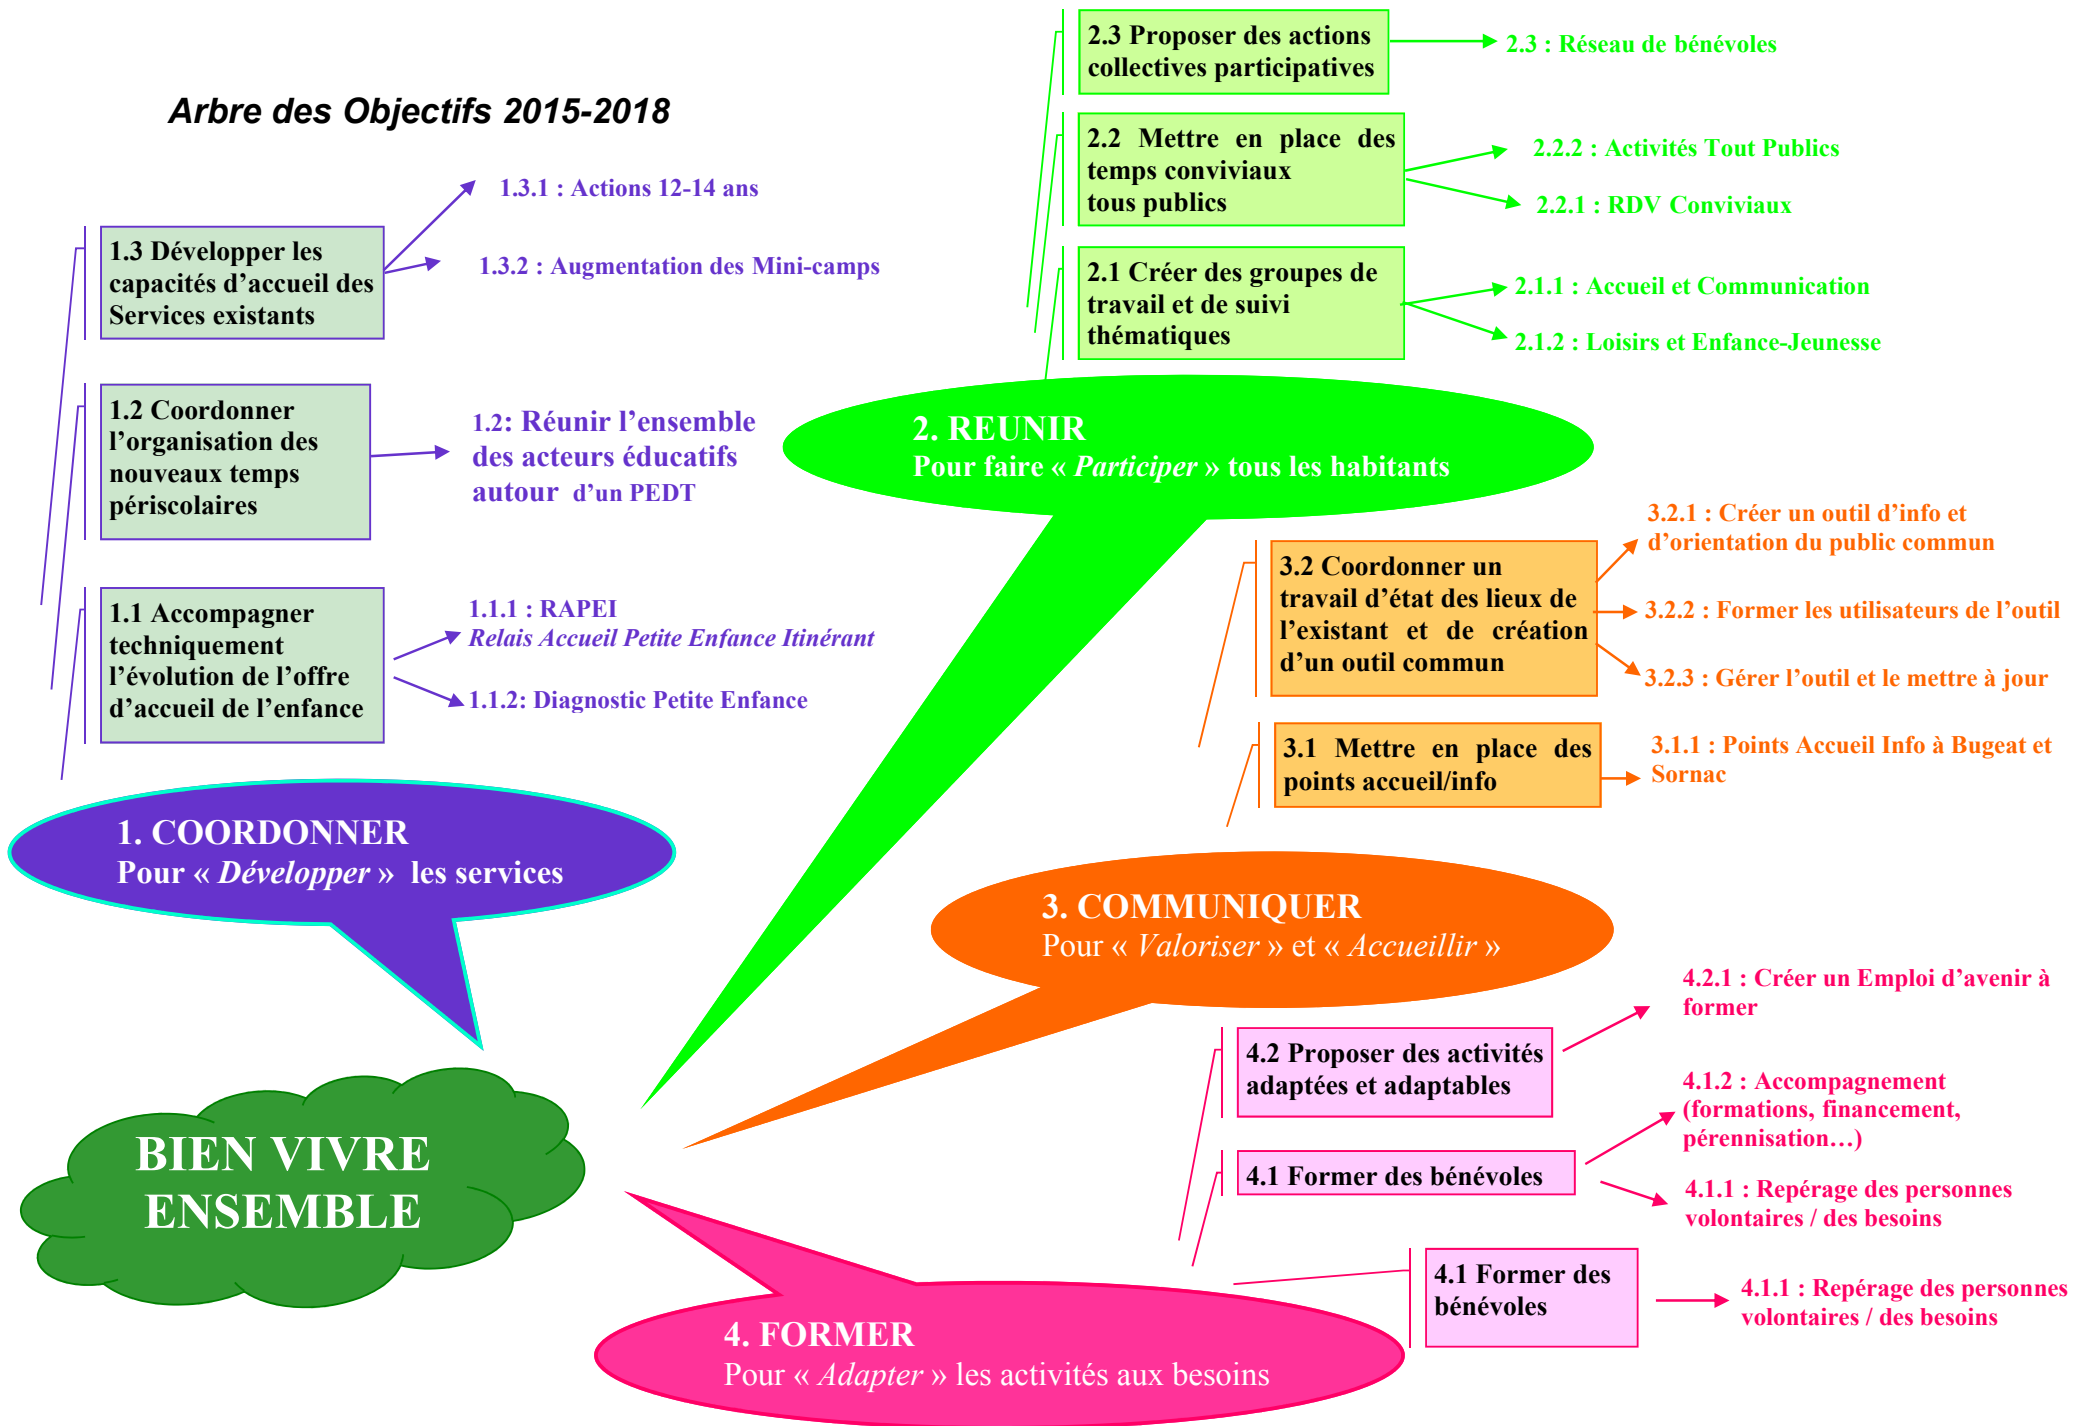 Arbre des Objectifs 2015-2018
1.3.1 : Actions 12-14 ans
1.3 Développer les
capacités d’accueil des
Services existants
1.3.2 : Augmentation des Mini-camps
1.2 Coordonner
l’organisation des
nouveaux temps
périscolaires
1.2: Réunir l’ensemble
des acteurs éducatifs
autour d’un PEDT
1.1 Accompagner
techniquement
l’évolution de l’offre
d’accueil de l’enfance
1.1.1 : RAPEI
Relais Accueil Petite Enfance Itinérant
1.1.2: Diagnostic Petite Enfance
1. COORDONNER
Pour « Développer » les services
2.3 Proposer des actions
collectives participatives
2.3 : Réseau de bénévoles
2.2 Mettre en place des
temps conviviaux
tous publics
2.2.2 : Activités Tout Publics
2.2.1 : RDV Conviviaux
2.1 Créer des groupes de
travail et de suivi
thématiques
2.1.1 : Accueil et Communication
2.1.2 : Loisirs et Enfance-Jeunesse
2. REUNIR
Pour faire « Participer » tous les habitants
3.2 Coordonner un
travail d’état des lieux de
l’existant et de création
d’un outil commun
3.2.1 : Créer un outil d’info et
d’orientation du public commun
3.2.2 : Former les utilisateurs de l’outil
3.2.3 : Gérer l’outil et le mettre à jour
3.1 Mettre en place des
points accueil/info
3.1.1 : Points Accueil Info à Bugeat et
Sornac
3. COMMUNIQUER
Pour « Valoriser » et « Accueillir »
4.2 Proposer des activités
adaptées et adaptables
4.2.1 : Créer un Emploi d’avenir à
former
4.1 Former des bénévoles
4.1.2 : Accompagnement
(formations, financement,
pérennisation…)
4.1.1 : Repérage des personnes
volontaires / des besoins
4.1 Former des
bénévoles
4.1.1 : Repérage des personnes
volontaires / des besoins
BIEN VIVRE
ENSEMBLE
4. FORMER
Pour « Adapter » les activités aux besoins